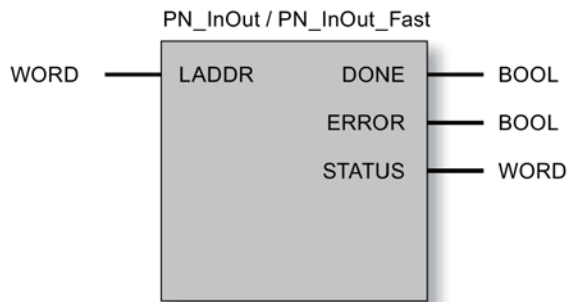 PN_InOut / PN_InOut_Fast
WORD LADDR DONE BOOL
ERROR BOOL
STATUS WORD